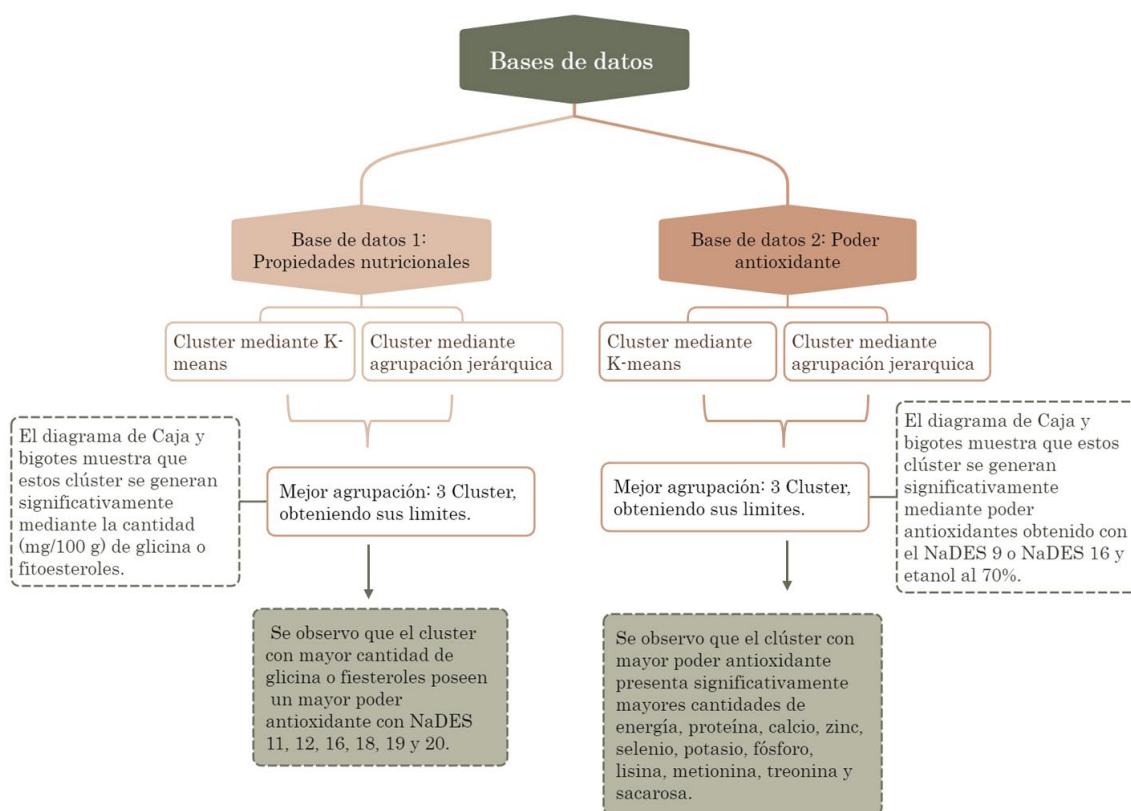 Bases de datos
Base de datos 1:
Propiedades nutricionales
Base de datos 2: Poder
antioxidante
Cluster mediante K-
means
Cluster mediante
agrupación jerárquica
Cluster mediante
K-means
Cluster mediante
agrupación jerarquica
El diagrama de Caja y
bigotes muestra que
estos clúster se generan
significativamente
mediante la cantidad
(mg/100 g) de glicina o
fitoesteroles.
Mejor agrupación: 3 Cluster,
obteniendo sus limites.
Mejor agrupación: 3 Cluster,
obteniendo sus limites.
El diagrama de Caja y
bigotes muestra que estos
clúster se generan
significativamente
mediante poder
antioxidantes obtenido con
el NaDES 9 o NaDES 16 y
etanol al 70%.
Se observo que el cluster
con mayor cantidad de
glicina o fiesteroles poseen
un mayor poder
antioxidante con NaDES
11, 12, 16, 18, 19 y 20.
Se observo que el clúster con
mayor poder antioxidante
presenta significativamente
mayores cantidades de
energía, proteína, calcio, zinc,
selenio, potasio, fósforo,
lisina, metionina, treonina y
sacarosa.